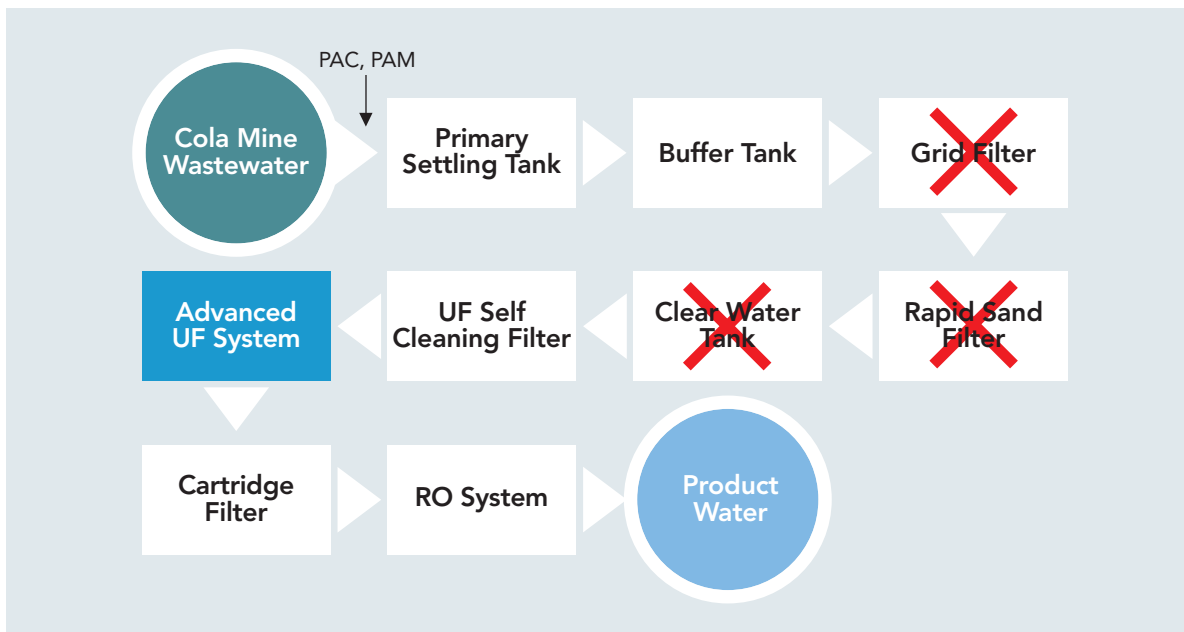 PAC, PAM
Cola Mine
Wastewater
Primary
Settling Tank
Buffer Tank
Grid Filter
Advanced
UF System
UF Self
Cleaning Filter
Clear Water
Tank
Rapid Sand
Filter
Cartridge
Filter
RO System
Product
Water